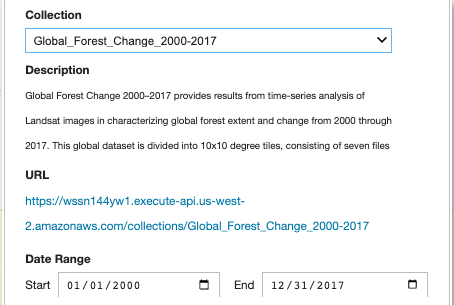 Collection
Global_Forest_Change_2000-2017
Description
Global Forest Change 2000–2017 provides results from time-series analysis of
Landsat images in characterizing global forest extent and change from 2000 through
2017. This global dataset is divided into 10x10 degree tiles, consisting of seven files
URL
https://wssn144yw1.execute-api.us-west-
2.amazonaws.com/collections/Global_Forest_Change_2000-2017
Date Range
Start 01/01/2000 End 12/31/2017